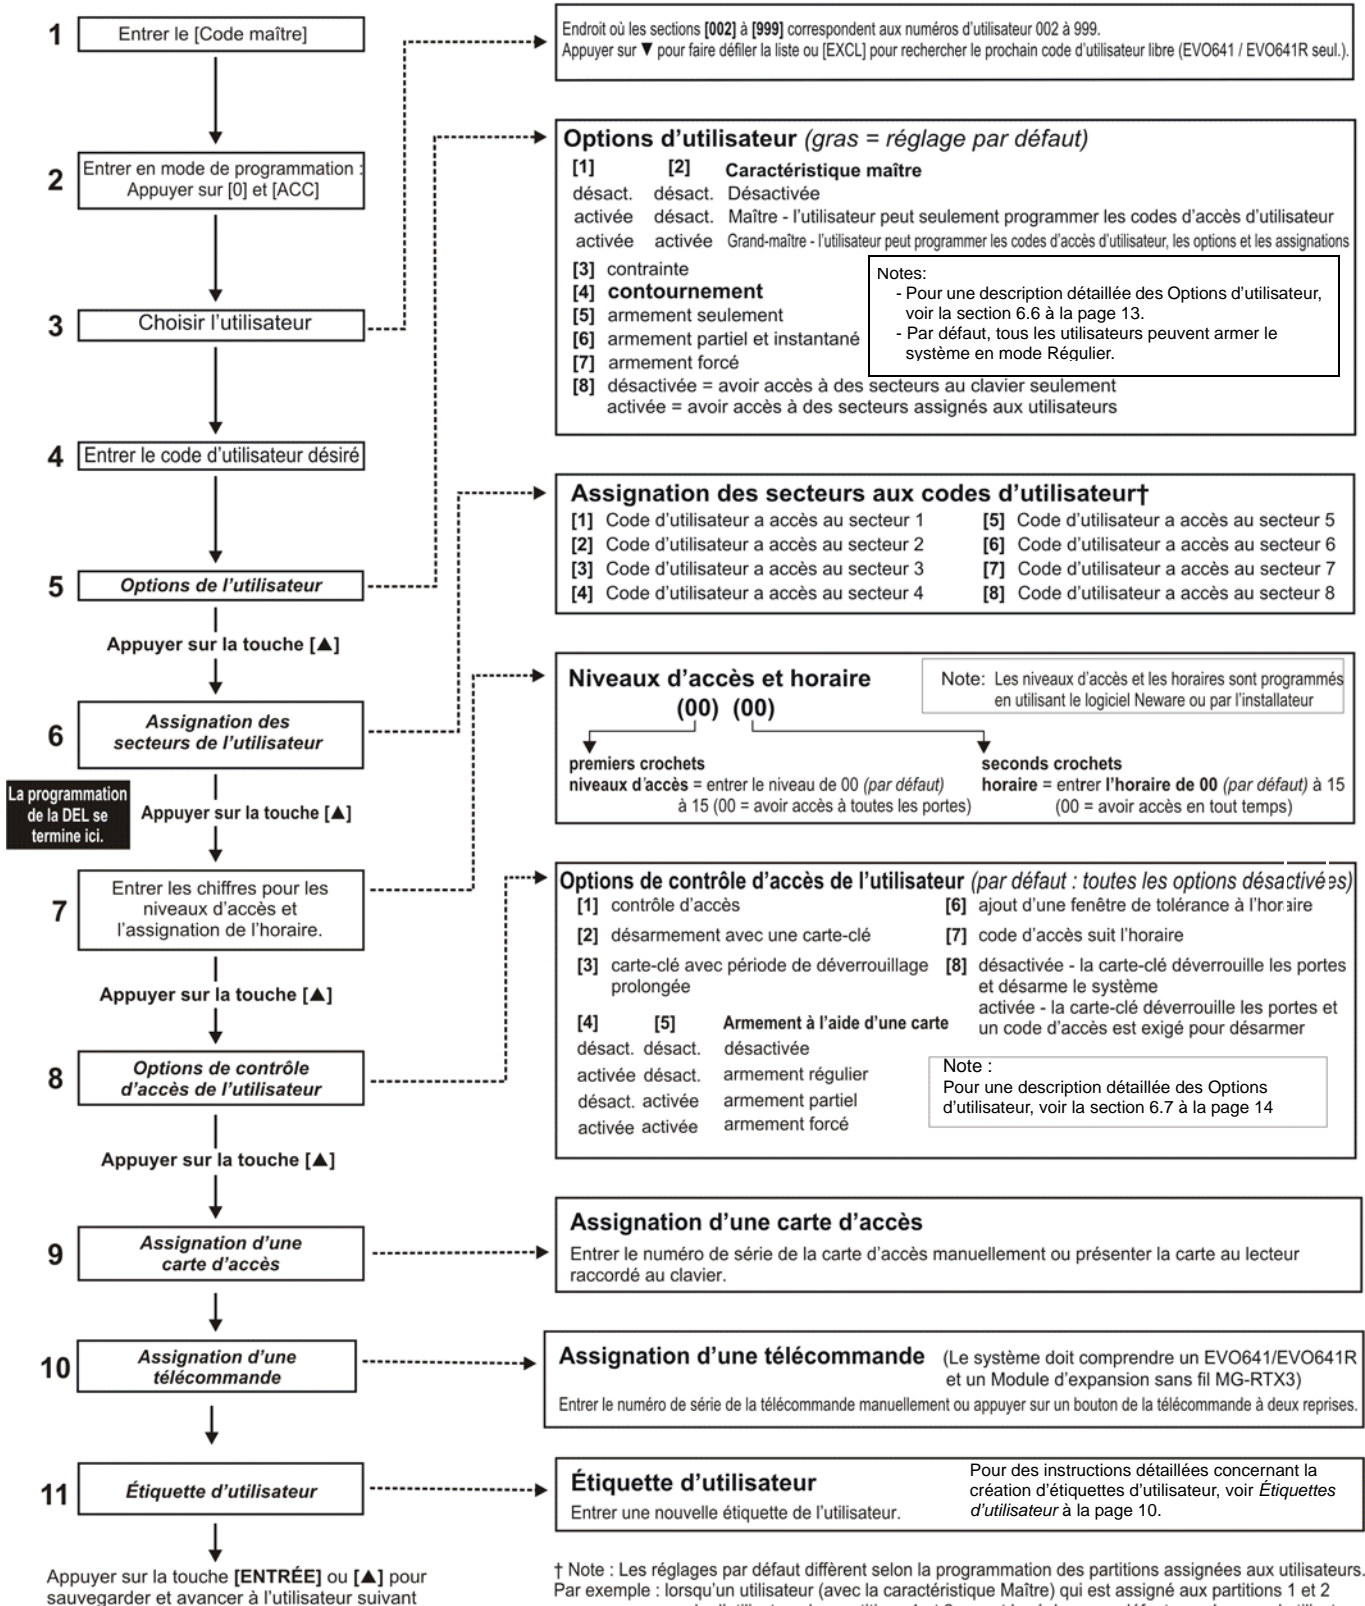 1
Entrer le [Code maître]
2
Entrer en mode de programmation :
Appuyer sur [0] et [ACC]
3
Choisir l'utilisateur
4
Entrer le code d'utilisateur désiré
5
Options de l'utilisateur
Appuyer sur la touche [▲]
6
Assignation des
secteurs de l'utilisateur
La programmation
de la DEL se
termine ici.
Appuyer sur la touche [▲]
7
Entrer les chiffres pour les
niveaux d'accès et
l'assignation de l'horaire.
Appuyer sur la touche [▲]
8
Options de contrôle
d'accès de l'utilisateur
Appuyer sur la touche [▲]
9
Assignation d'une
carte d'accès
10
Assignation d'une
télécommande
11
Étiquette d'utilisateur
Appuyer sur la touche [ENTRÉE] ou [▲] pour
sauvegarder et avancer à l'utilisateur suivant
Endroit où les sections [002] à [999] correspondent aux numéros d'utilisateur 002 à 999.
Appuyer sur ▼ pour faire défiler la liste ou [EXCL] pour rechercher le prochain code d'utilisateur libre (EVO641 / EVO641R seul.).
Options d'utilisateur (gras = réglage par défaut)
[1] [2] Caractéristique maître
désact. désact. Désactivée
activée désact. Maître - l'utilisateur peut seulement programmer les codes d'accès d'utilisateur
activée activée Grand-maître - l'utilisateur peut programmer les codes d'accès d'utilisateur, les options et les assignations
[3] contrainte
[4] contournement
[5] armement seulement
[6] armement partiel et instantané
[7] armement forcé
[8] désactivée = avoir accès à des secteurs au clavier seulement
activée = avoir accès à des secteurs assignés aux utilisateurs
Notes:
- Pour une description détaillée des Options d'utilisateur,
voir la section 6.6 à la page 13.
- Par défaut, tous les utilisateurs peuvent armer le
système en mode Régulier.
Assignation des secteurs aux codes d'utilisateur†
[1] Code d'utilisateur a accès au secteur 1 [5] Code d'utilisateur a accès au secteur 5
[2] Code d'utilisateur a accès au secteur 2 [6] Code d'utilisateur a accès au secteur 6
[3] Code d'utilisateur a accès au secteur 3 [7] Code d'utilisateur a accès au secteur 7
[4] Code d'utilisateur a accès au secteur 4 [8] Code d'utilisateur a accès au secteur 8
Niveaux d'accès et horaire
(00) (00)
Note: Les niveaux d'accès et les horaires sont programmés
en utilisant le logiciel Neware ou par l'installateur
premiers crochets
niveaux d'accès = entrer le niveau de 00 (par défaut)
à 15 (00 = avoir accès à toutes les portes)
seconds crochets
horaire = entrer l'horaire de 00 (par défaut) à 15
(00 = avoir accès en tout temps)
Options de contrôle d'accès de l'utilisateur (par défaut : toutes les options désactivées)
[1] contrôle d'accès
[2] désarmement avec une carte-clé
[3] carte-clé avec période de déverrouillage
prolongée
[4] [5] Armement à l'aide d'une carte
désact. désact. désactivée
activée désact. armement régulier
désact. activée armement partiel
activée activée armement forcé
[6] ajout d'une fenêtre de tolérance à l'horaire
[7] code d'accès suit l'horaire
[8] désactivée - la carte-clé déverrouille les portes
et désarme le système
activée - la carte-clé déverrouille les portes et
un code d'accès est exigé pour désarmer
Note :
Pour une description détaillée des Options
d'utilisateur, voir la section 6.7 à la page 14
Assignation d'une carte d'accès
Entrer le numéro de série de la carte d'accès manuellement ou présenter la carte au lecteur
raccordé au clavier.
Assignation d'une télécommande (Le système doit comprendre un EVO641/EVO641R
et un Module d'expansion sans fil MG-RTX3)
Entrer le numéro de série de la télécommande manuellement ou appuyer sur un bouton de la télécommande à deux reprises.
Étiquette d'utilisateur
Entrer une nouvelle étiquette de l'utilisateur.
Pour des instructions détaillées concernant la
création d'étiquettes d'utilisateur, voir Étiquettes
d'utilisateur à la page 10.
† Note : Les réglages par défaut diffèrent selon la programmation des partitions assignées aux utilisateurs.
Par exemple : lorsqu'un utilisateur (avec la caractéristique Maître) qui est assigné aux partitions 1 et 2